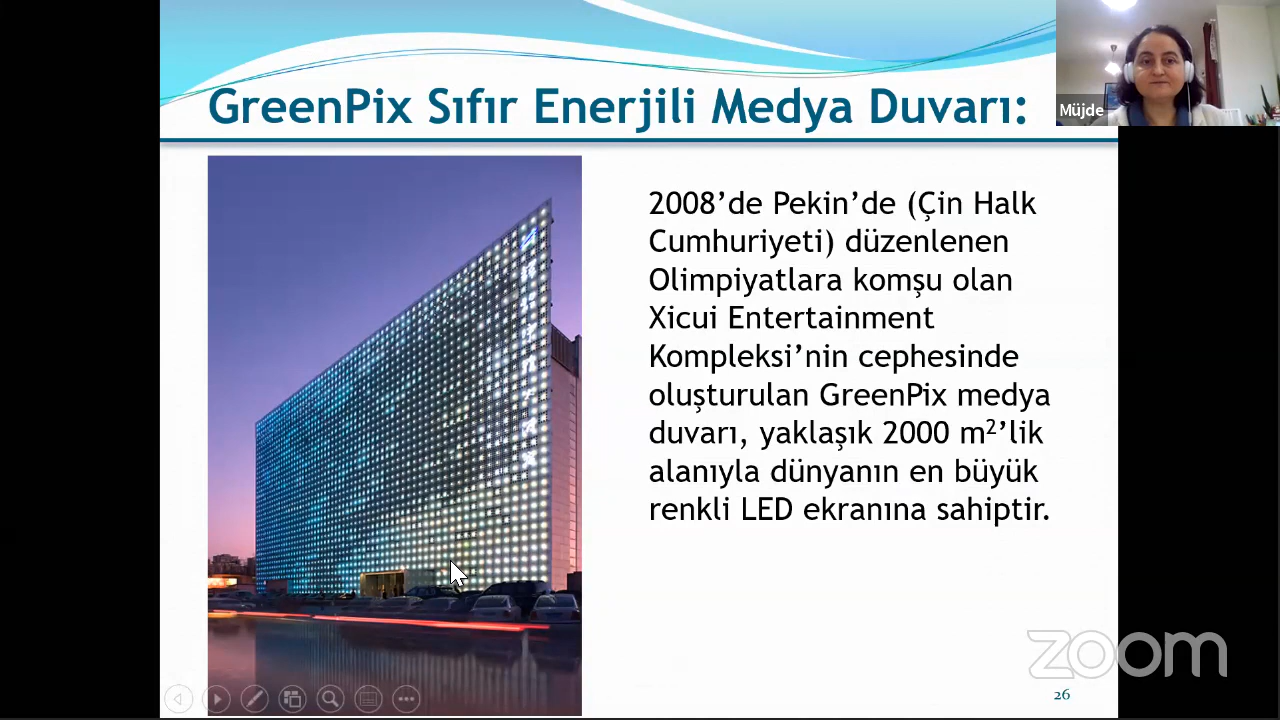 GreenPix Sıfır Enerjili Medya Duvarı:
Müjde
2008’de Pekin’de (Çin Halk
Cumhuriyeti) düzenlenen
Olimpiyatlara komşu olan
Xicui Entertainment
Kompleksi’nin cephesinde
oluşturulan GreenPix medya
duvarı, yaklaşık 2000 m²’lik
alanıyla dünyanın en büyük
renkli LED ekranına sahiptir.
zoom
26